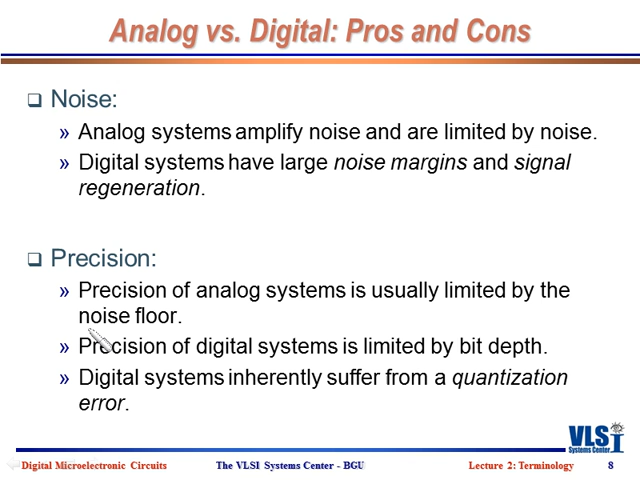 Analog vs. Digital: Pros and Cons
Noise:
» Analog systems amplify noise and are limited by noise.
» Digital systems have large noise margins and signal
regeneration.
Precision:
» Precision of analog systems is usually limited by the
noise floor.
» Precision of digital systems is limited by bit depth.
» Digital systems inherently suffer from a quantization
error.
VLSI
Systems Center
Digital Microelectronic Circuits
The VLSI Systems Center - BGU
Lecture 2: Terminology
8